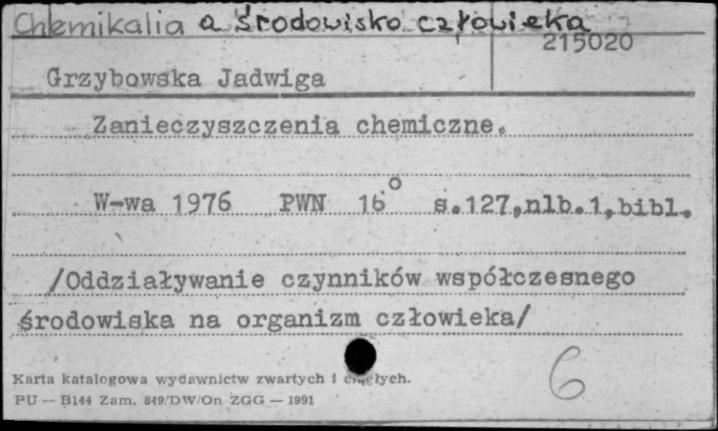 Chemikalia a środowisko człowieka
215020
Grzybowska Jadwiga
Zanieczyszczenia chemiczne.
W-wa 1976 PWN 16° s.127,nlb.1,bibl.
/Oddziaływanie czynników współczesnego
środowiska na organizm człowieka/
Karta katalogowa wydawnictw zwartych i ciągłych.
6
PU — B144 Zam. 849/DW/On ZGG — 1991